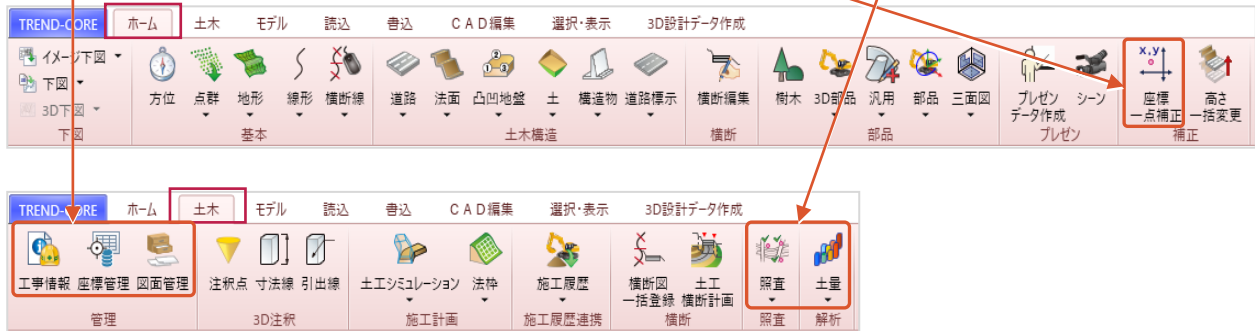 TREND-CORE ホーム 土木 モデル 読込 書込 ＣＡＤ編集 選択・表示 3D設計データ作成
イメージ下図
下図
3D下図
方位 点群 地形 線形 横断線 道路 法面 凸凹地盤 土 構造物 道路標示 横断編集 樹木 3D部品 汎用 部品 三面図 プレゼン
データ作成 シーン 座標
一点補正 高さ
一括変更
下図 基本 土木構造 横断 部品 プレゼン 補正
TREND-CORE ホーム 土木 モデル 読込 書込 ＣＡＤ編集 選択・表示 3D設計データ作成
工事情報 座標管理 図面管理 注釈点 寸法線 引出線 土工シミュレーション 法枠 施工履歴 横断図
一括登録 土工
横断計画 照査 土量
管理 3D注釈 施工計画 施工履歴連携 横断 照査 解析